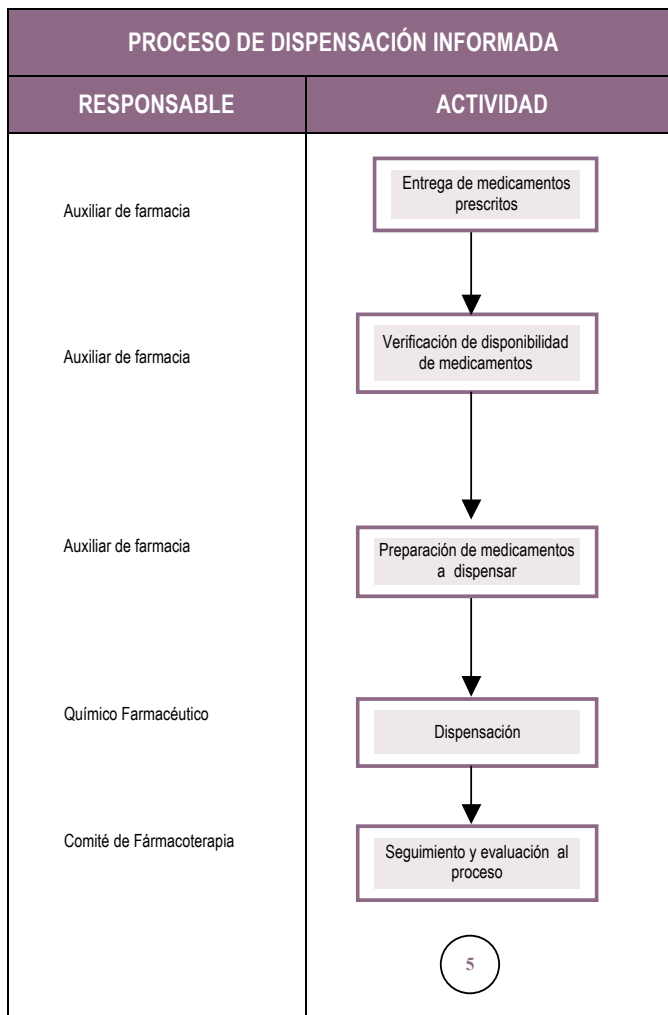 PROCESO DE DISPENSACIÓN INFORMADA
RESPONSABLE
ACTIVIDAD
Auxiliar de farmacia
Entrega de medicamentos
prescritos
Auxiliar de farmacia
Verificación de disponibilidad
de medicamentos
Auxiliar de farmacia
Preparación de medicamentos
a dispensar
Químico Farmacéutico
Dispensación
Comité de Fármacoterapia
Seguimiento y evaluación al
proceso
5